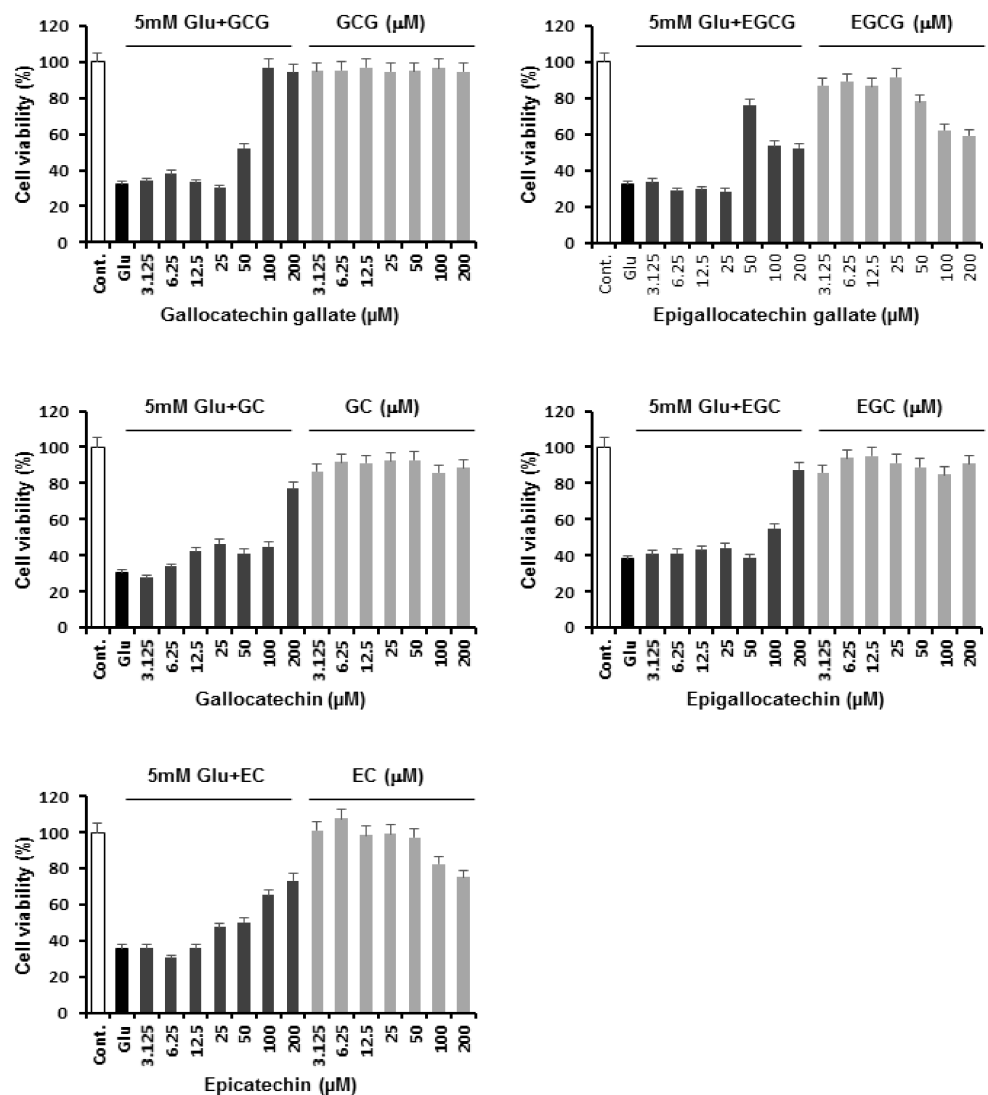 5mM Glu+GCG GCG (µM)
Cell viability (%)
120
100
80
60
40
20
0
Cont. Glu 3.125 6.25 12.5 25 50 100 200 3.125 6.25 12.5 25 50 100 200
Gallocatechin gallate (µM)
5mM Glu+EGCG EGCG (µM)
Cell viability (%)
120
100
80
60
40
20
0
Cont. Glu 3.125 6.25 12.5 25 50 100 200 3.125 6.25 12.5 25 50 100 200
Epigallocatechin gallate (µM)
5mM Glu+GC GC (µM)
Cell viability (%)
120
100
80
60
40
20
0
Cont. Glu 3.125 6.25 12.5 25 50 100 200 3.125 6.25 12.5 25 50 100 200
Gallocatechin (µM)
5mM Glu+EGC EGC (µM)
Cell viability (%)
120
100
80
60
40
20
0
Cont. Glu 3.125 6.25 12.5 25 50 100 200 3.125 6.25 12.5 25 50 100 200
Epigallocatechin (µM)
5mM Glu+EC EC (µM)
Cell viability (%)
120
100
80
60
40
20
0
Cont. Glu 3.125 6.25 12.5 25 50 100 200 3.125 6.25 12.5 25 50 100 200
Epicatechin (µM)